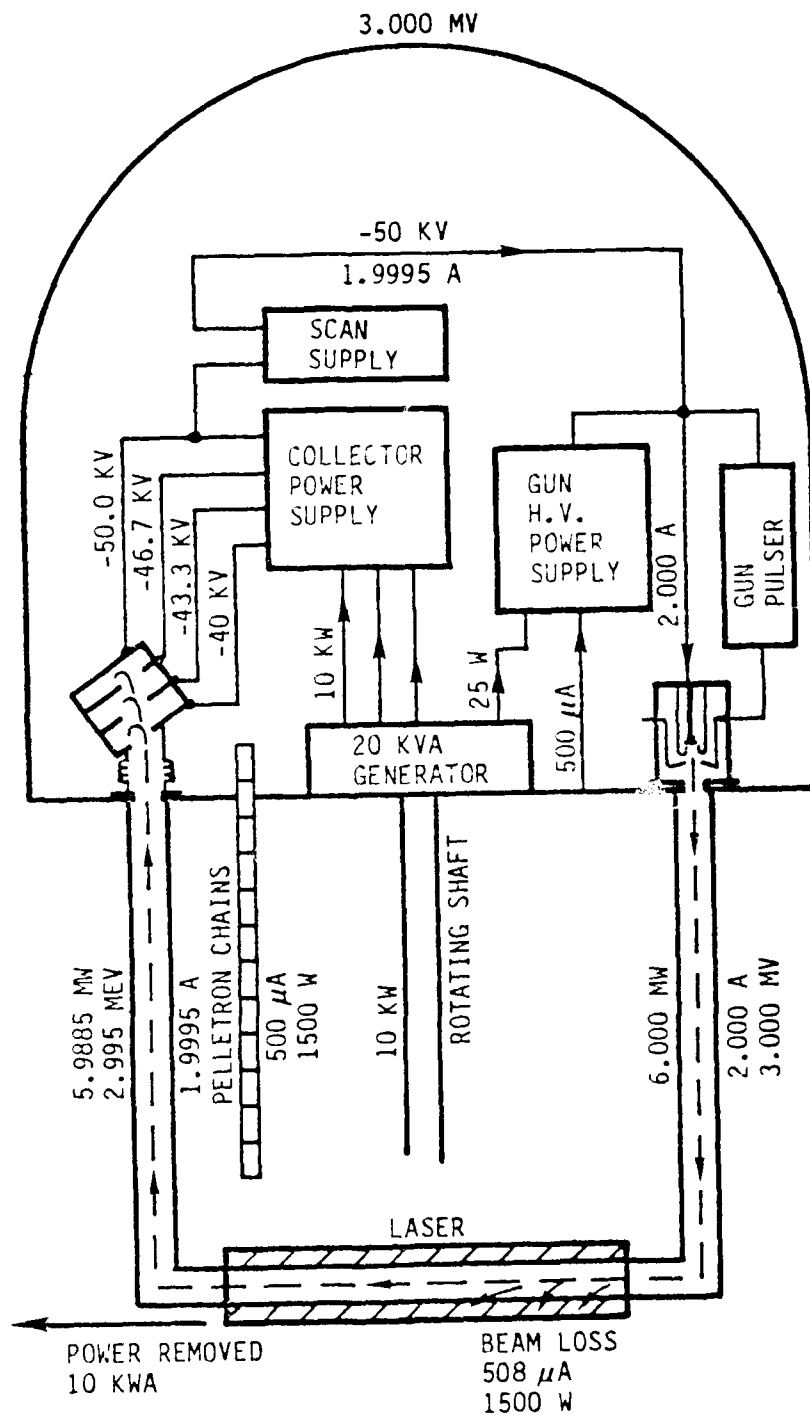 3.000 MV
-50 KV
1.9995 A
SCAN
SUPPLY
COLLECTOR
POWER
SUPPLY
GUN
H.V.
POWER
SUPPLY
GUN
PULSER
-50.0 KV
-46.7 KV
-43.3 KV
-40 KV
10 KW
25 W
500 μA
2.000 A
20 KVA
GENERATOR
5.9885 MW
2.995 MEV
1.9995 A
PELLETRON CHAINS
500 μA
1500 W
10 KW
ROTATING SHAFT
6.000 MW
2.000 A
3.000 MV
LASER
POWER REMOVED
10 KWA
BEAM LOSS
508 μA
1500 W